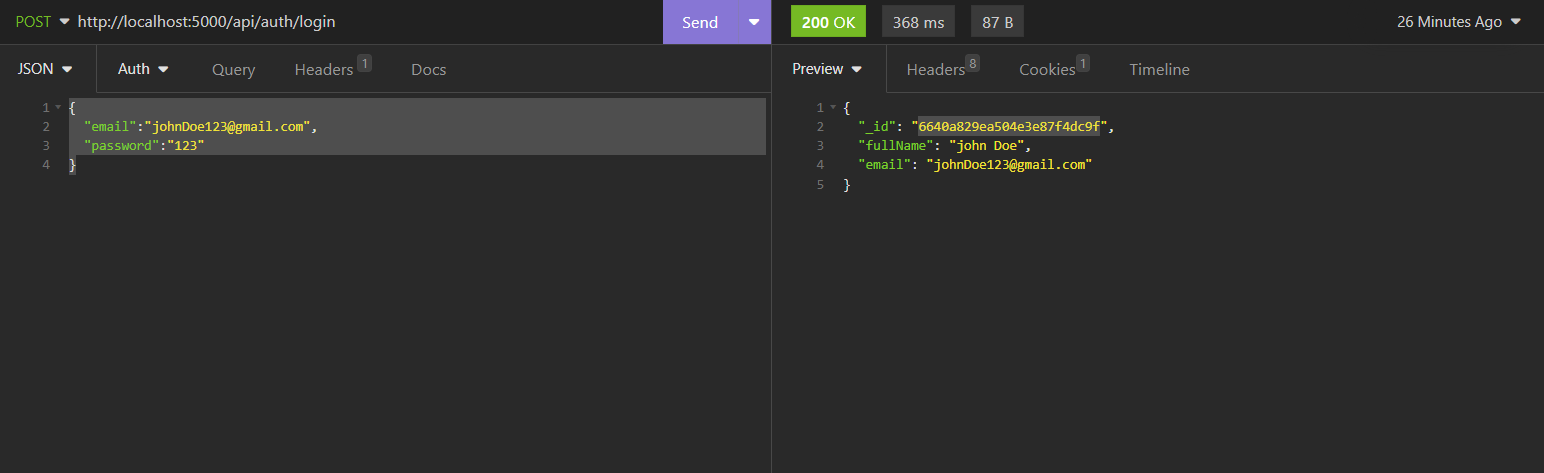 POST http://localhost:5000/api/auth/login Send 200 OK 368 ms 87 B 26 Minutes Ago
JSON Auth Query Headers 1 Docs Preview Headers 8 Cookies 1 Timeline
1 {
2 "email":"johnDoe123@gmail.com",
3 "password":"123"
4 }
1 {
2 "_id": "6640a829ea504e3e87f4dc9f",
3 "fullName": "john Doe",
4 "email": "johnDoe123@gmail.com"
5 }